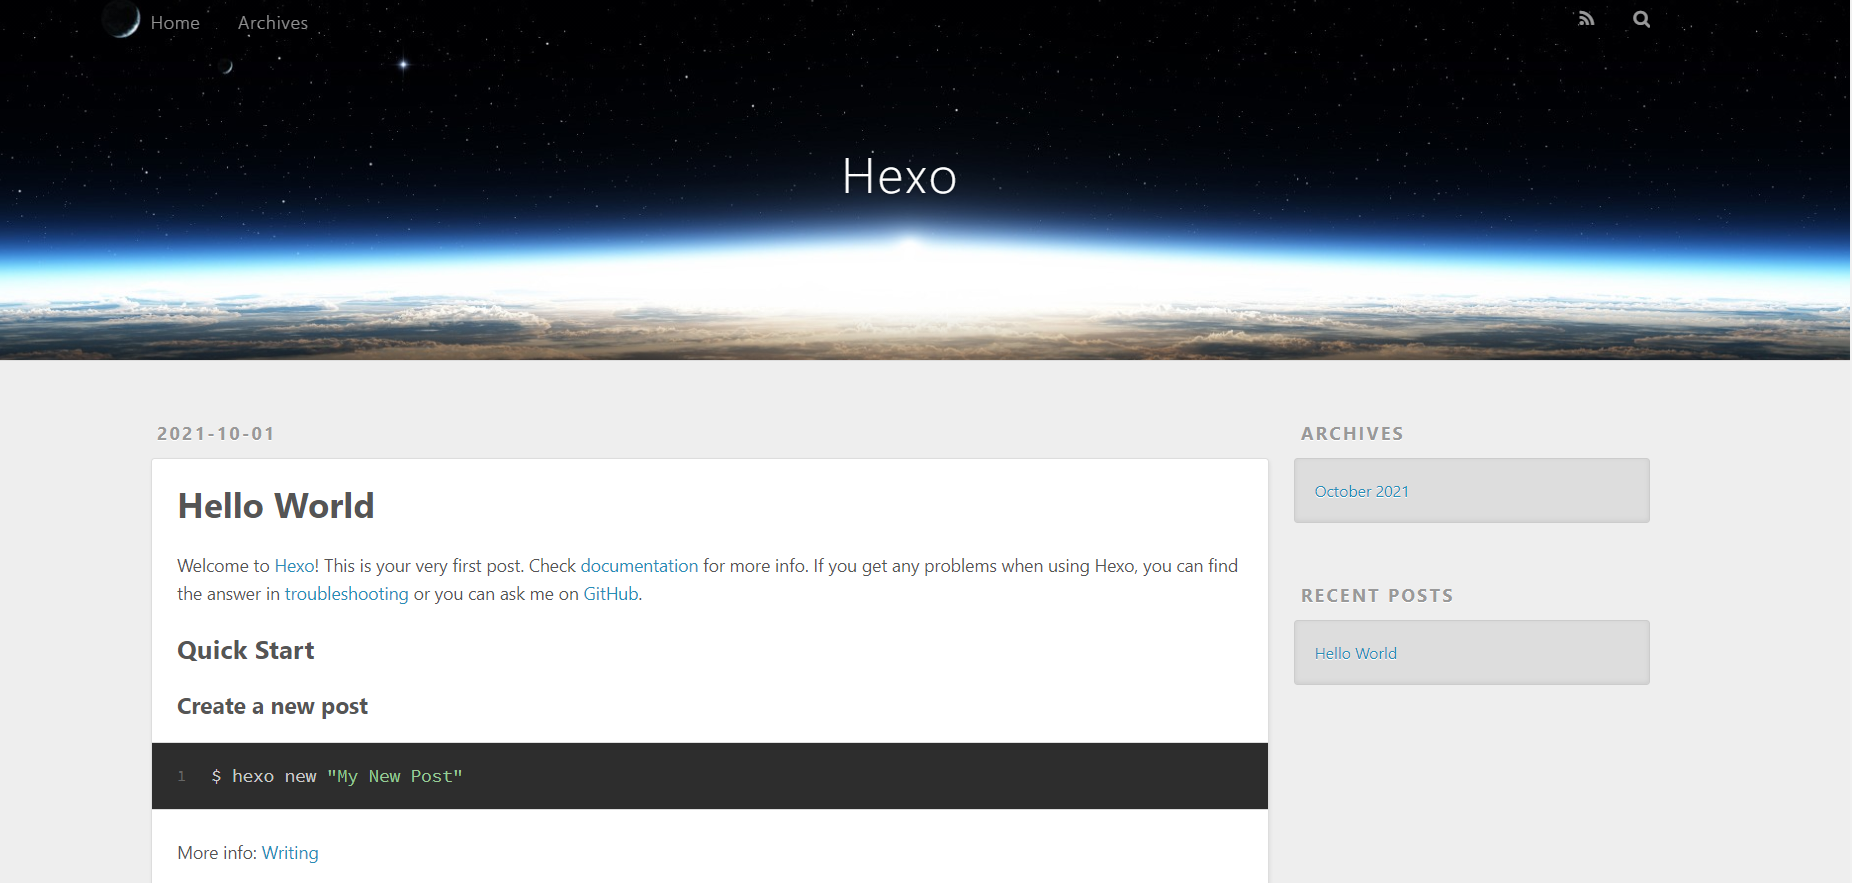 Home Archives
Hexo
2021-10-01
Hello World
Welcome to Hexo! This is your very first post. Check documentation for more info. If you get any problems when using Hexo, you can find
the answer in troubleshooting or you can ask me on GitHub.
Quick Start
Create a new post
1 $ hexo new "My New Post"
More info: Writing
ARCHIVES
October 2021
RECENT POSTS
Hello World